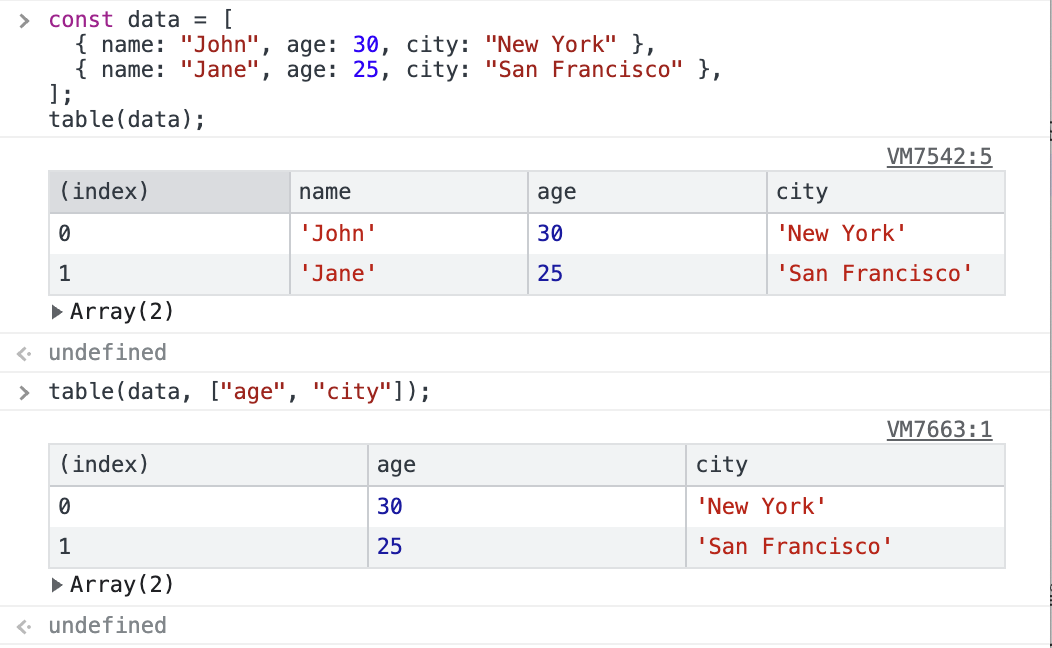 const data = [
{ name: "John", age: 30, city: "New York" },
{ name: "Jane", age: 25, city: "San Francisco" },
];
table(data);
VM7542:5
(index) name age city
0 'John' 30 'New York'
1 'Jane' 25 'San Francisco'
Array(2)
undefined
table(data, ["age", "city"]);
VM7663:1
(index) age city
0 30 'New York'
1 25 'San Francisco'
Array(2)
undefined